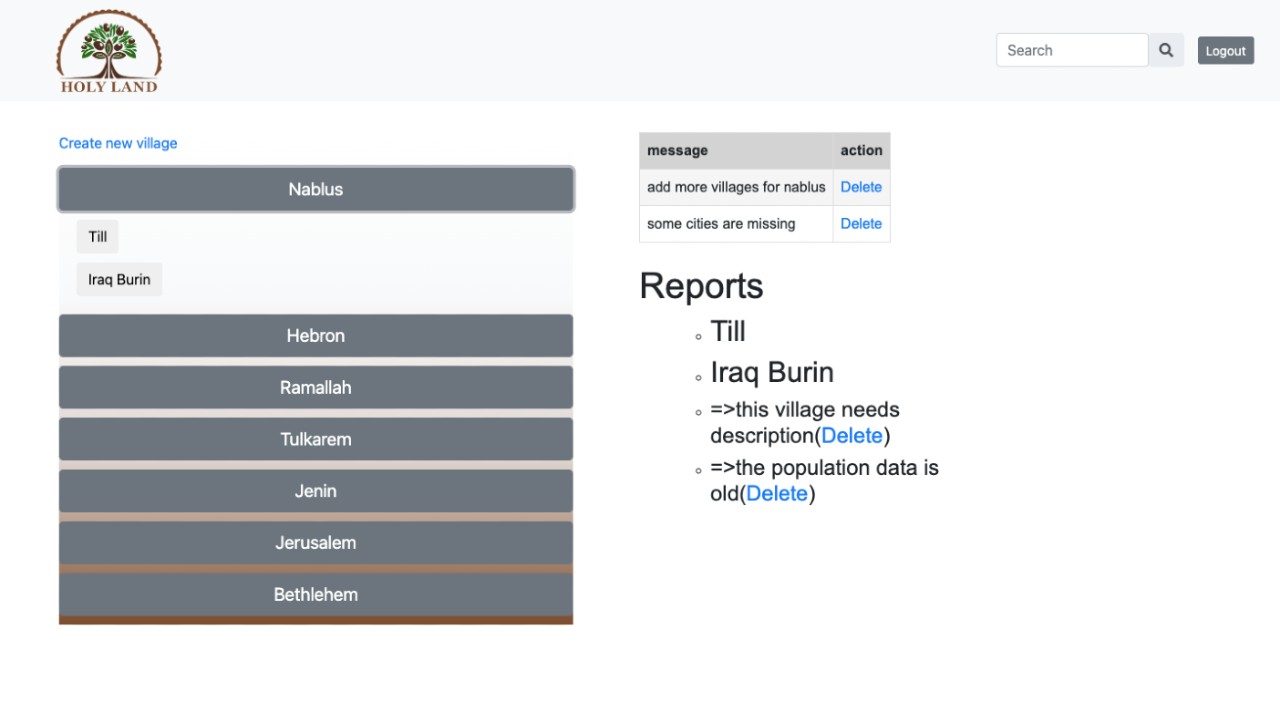 HOLY LAND
Search
Logout
Create new village
Nablus
Till
Iraq Burin
Hebron
Ramallah
Tulkarem
Jenin
Jerusalem
Bethlehem
message action
add more villages for nablus Delete
some cities are missing Delete
Reports
Till
Iraq Burin
=>this village needs
description(Delete)
=>the population data is
old(Delete)